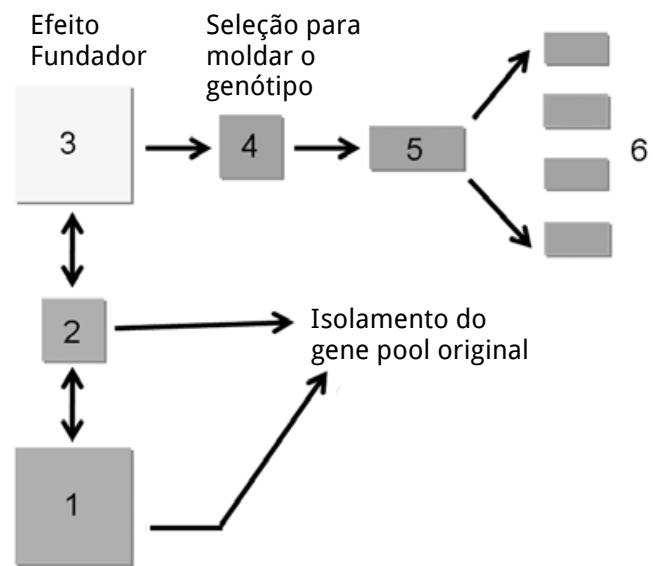 Efeito
Fundador
Seleção para
moldar o
genótipo
3
4
5
6
2
Isolamento do
gene pool original
1